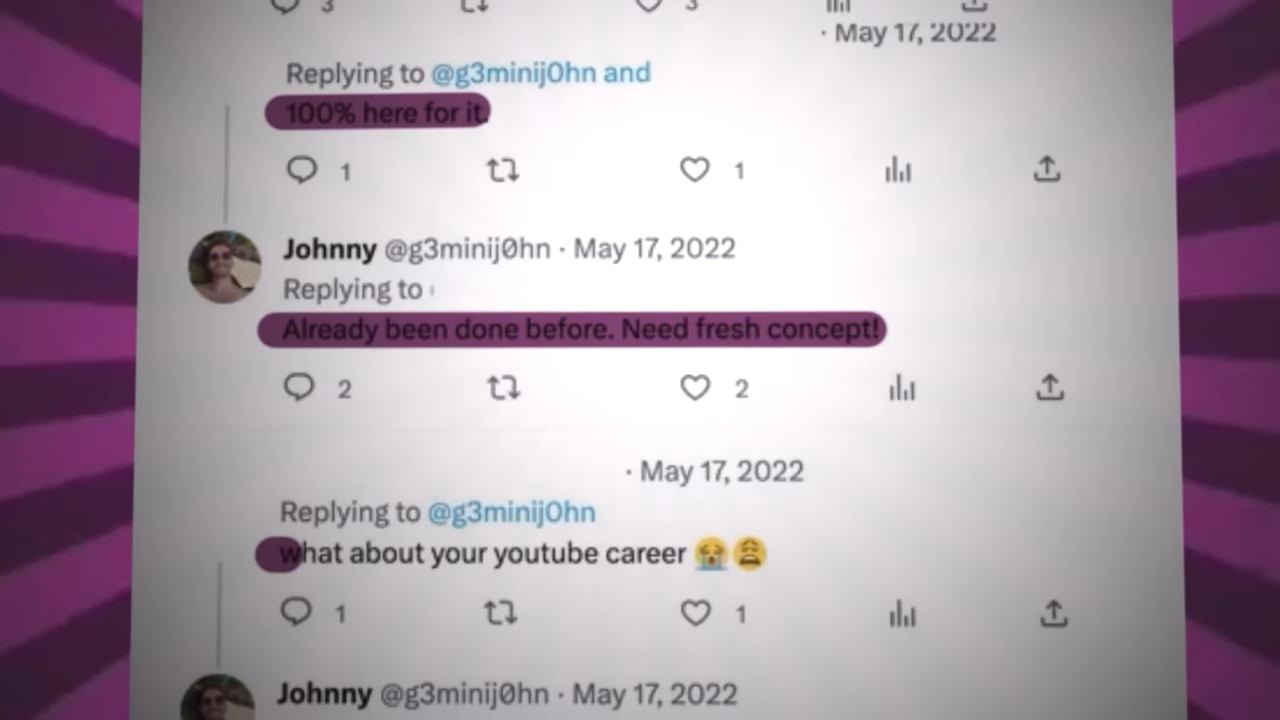 3 3
· May 17, 2022
Replying to @g3minij0hn and
100% here for it.
1 1
Johnny @g3minij0hn · May 17, 2022
Replying to
Already been done before. Need fresh concept!
2 2
· May 17, 2022
Replying to @g3minij0hn
what about your youtube career 😭😩
1 1
Johnny @g3minij0hn · May 17, 2022